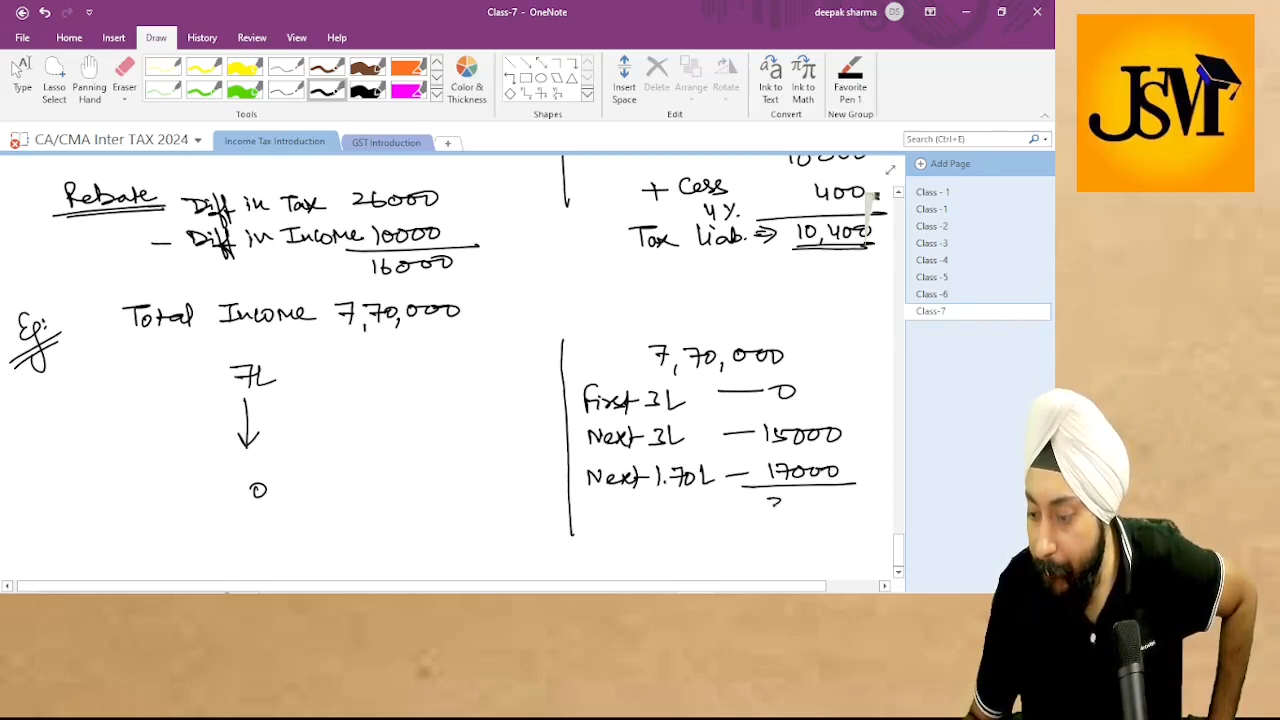 Class-7 - OneNote
deepak sharma DS
File Home Insert Draw History Review View Help
Type
Lasso Select
Panning Hand
Eraser
Color & Thickness
Insert Space
Delete
Arrange
Rotate
Ink to Text
Ink to Math
Favorite Pen 1
Tools
Shapes
Edit
Convert
New Group
CA/CMA Inter TAX 2024
Income Tax Introduction
GST Introduction
Search (Ctrl+E)
Add Page
Class - 1
Class -1
Class -2
Class -3
Class -4
Class -5
Class -6
Class-7
JSM
Rebate Diff in Tax 26000
− Diff in Income 10000
16000
+ Cess 400
4%
Tax Liab. ⇒ 10,400
Eg:
Total Income 7,70,000
7L
0
7,70,000
First 3L — 0
Next 3L — 15000
Next 1.70L — 17000